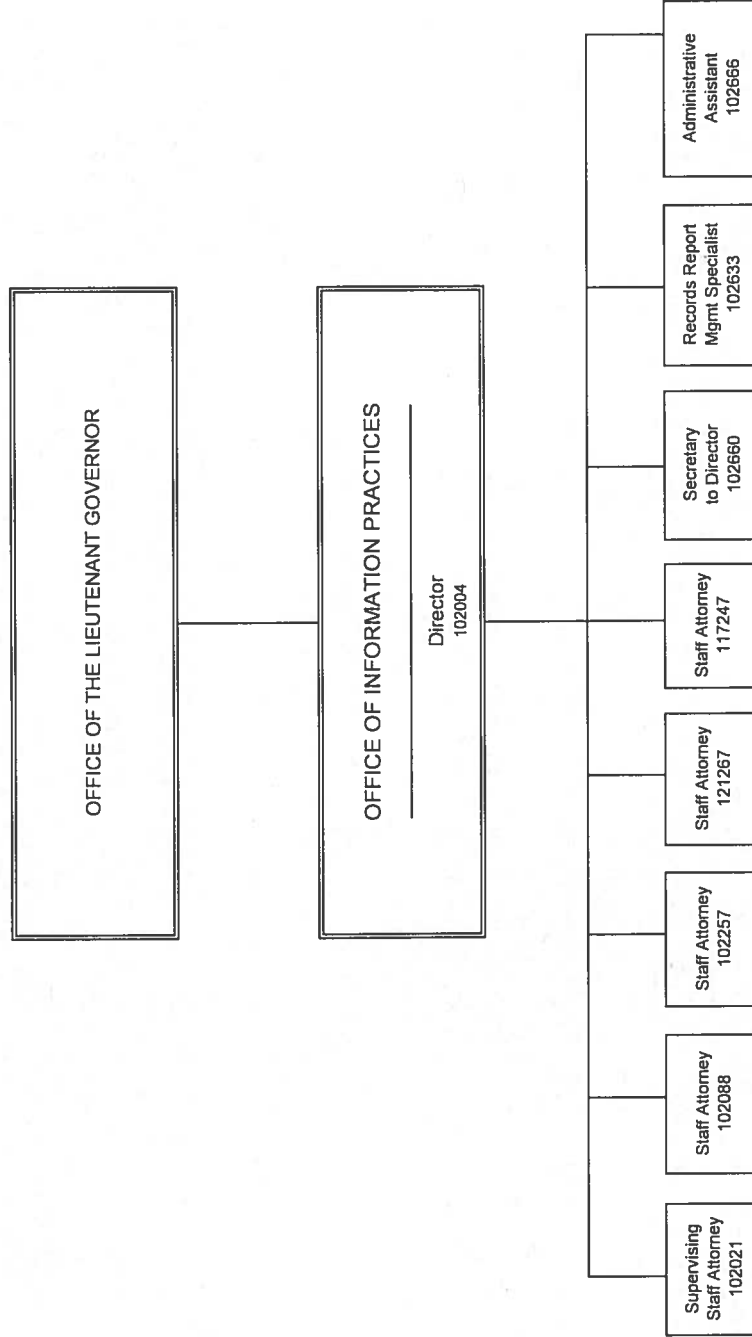 OFFICE OF THE LIEUTENANT GOVERNOR
OFFICE OF INFORMATION PRACTICES
Director
102004
Supervising
Staff Attorney
102021
Staff Attorney
102088
Staff Attorney
102257
Staff Attorney
121267
Staff Attorney
117247
Secretary
to Director
102660
Records Report
Mgmt Specialist
102633
Administrative
Assistant
102666